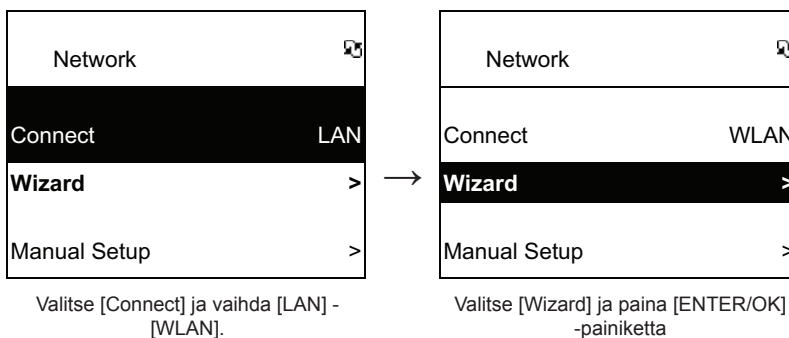 Network
Connect LAN
Wizard >
Manual Setup >
Valitse [Connect] ja vaihda [LAN] -
[WLAN].
→
Network
Connect WLAN
Wizard >
Manual Setup >
Valitse [Wizard] ja paina [ENTER/OK]
-painiketta